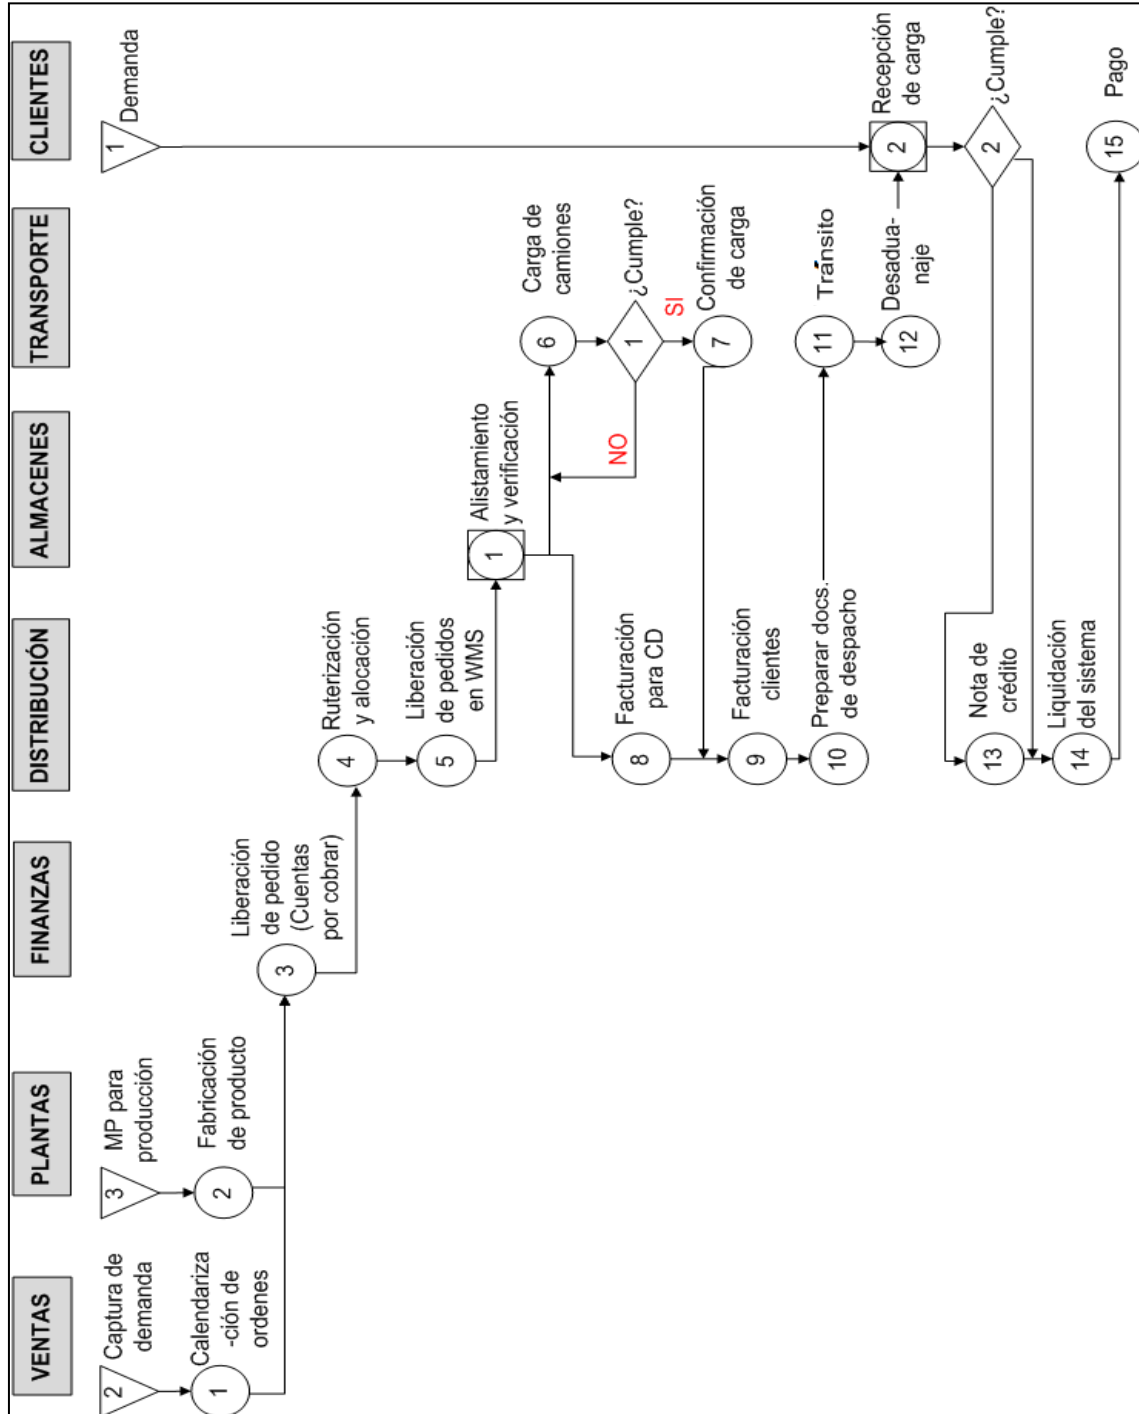 VENTAS
PLANTAS
FINANZAS
DISTRIBUCIÓN
ALMACENES
TRANSPORTE
CLIENTES
2
Captura de
demanda
3
MP para
producción
1
Demanda
1
Calendariza
-ción de
ordenes
2
Fabricación
de producto
3
Liberación
de pedido
(Cuentas
por cobrar)
4
Ruterización
y alocación
5
Liberación
de pedidos
en WMS
1
Alistamiento
y verificación
6
Carga de
camiones
1
¿Cumple?
NO
SI
7
Confirmación
de carga
8
Facturación
para CD
9
Facturación
clientes
10
Preparar docs.
de despacho
11
Tránsito
12
Desadua-
naje
2
Recepción
de carga
2
¿Cumple?
13
Nota de
crédito
14
Liquidación
del sistema
15
Pago